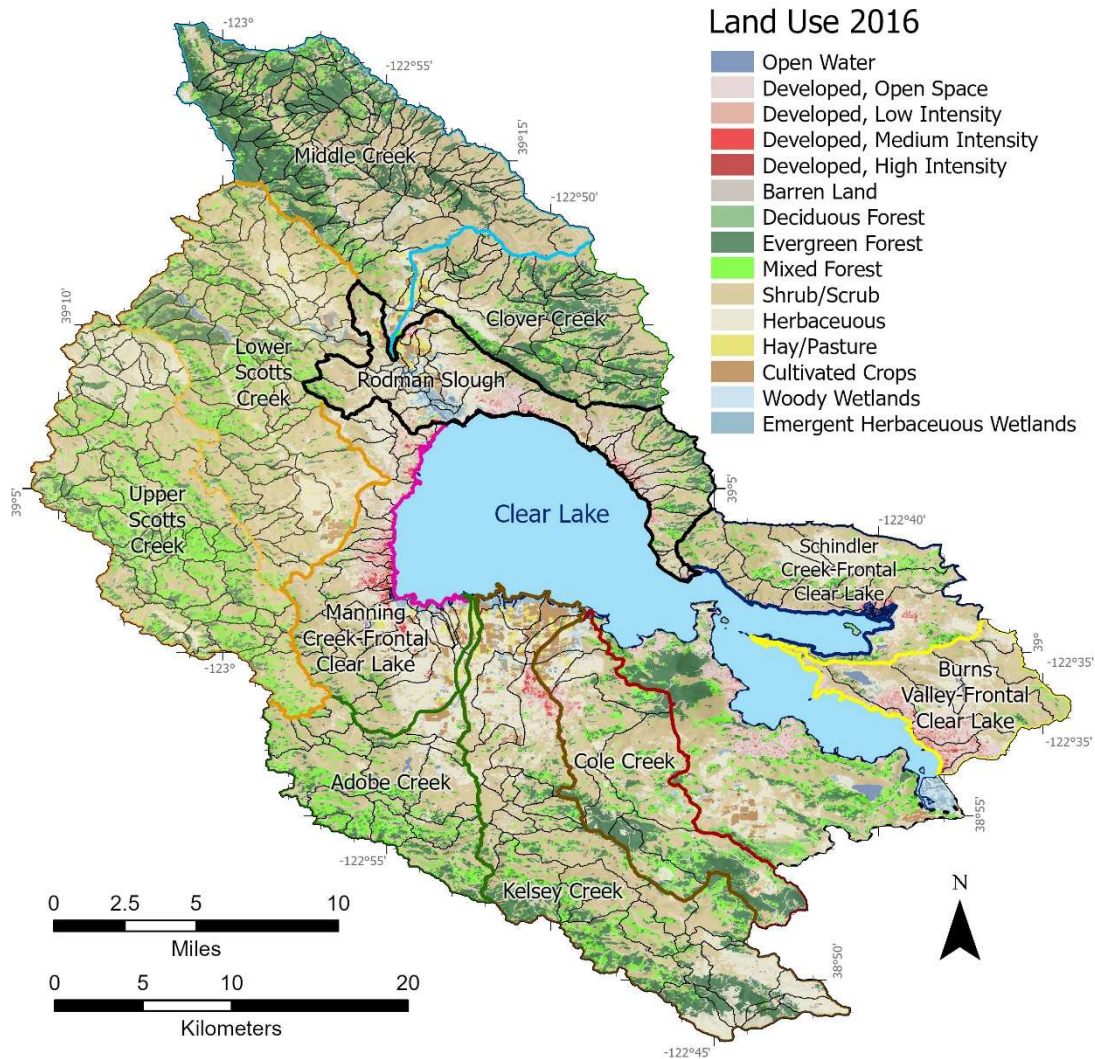 Land Use 2016
Open Water
Developed, Open Space
Developed, Low Intensity
Developed, Medium Intensity
Developed, High Intensity
Barren Land
Deciduous Forest
Evergreen Forest
Mixed Forest
Shrub/Scrub
Herbaceuous
Hay/Pasture
Cultivated Crops
Woody Wetlands
Emergent Herbaceuous Wetlands
-123°
-122°55'
39°15'
-122°50'
Middle Creek
39°10'
Clover Creek
Lower
Scotts
Creek
Rodman Slough
39°5'
Upper
Scotts
Creek
Clear Lake
39°5'
-122°40'
Schindler
Creek-Frontal
Clear Lake
Manning
Creek-Frontal
Clear Lake
-123°
39°
-122°35'
Burns
Valley-Frontal
Clear Lake
-122°35'
Adobe Creek
Cole Creek
38°55'
-122°55'
Kelsey Creek
N
38°50'
-122°45'
0 2.5 5 10
Miles
0 5 10 20
Kilometers